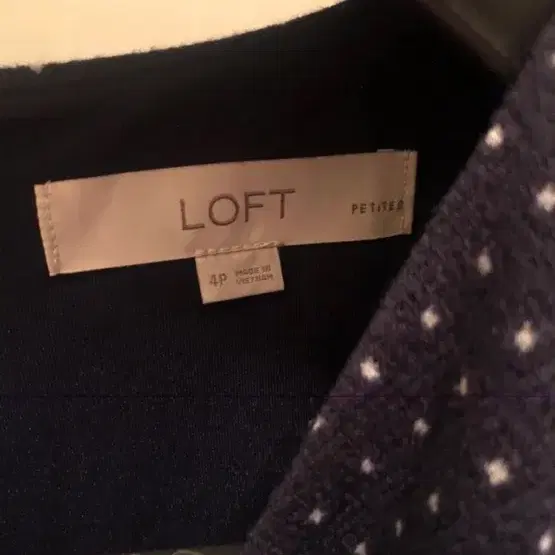 LOFT
PETITES
4P
MADE IN
VIETNAM